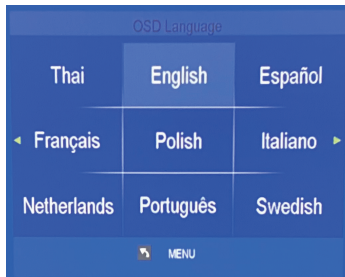 OSD Language
Thai English Español
Français Polish Italiano
Netherlands Português Swedish
MENU